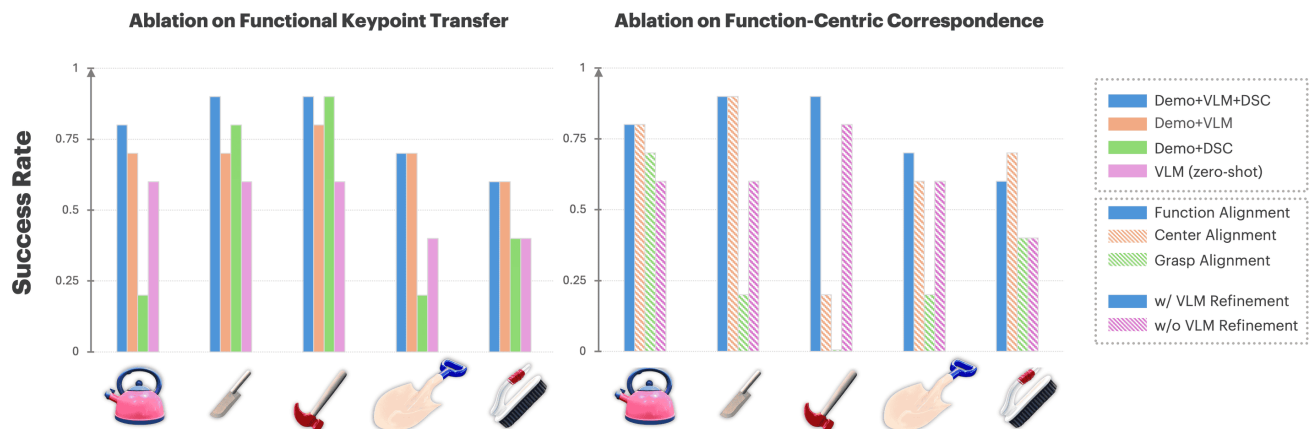 Ablation on Functional Keypoint Transfer
Ablation on Function-Centric Correspondence
Success Rate
1
0.75
0.5
0.25
0
1
0.75
0.5
0.25
0
Demo+VLM+DSC
Demo+VLM
Demo+DSC
VLM (zero-shot)
Function Alignment
Center Alignment
Grasp Alignment
w/ VLM Refinement
w/o VLM Refinement